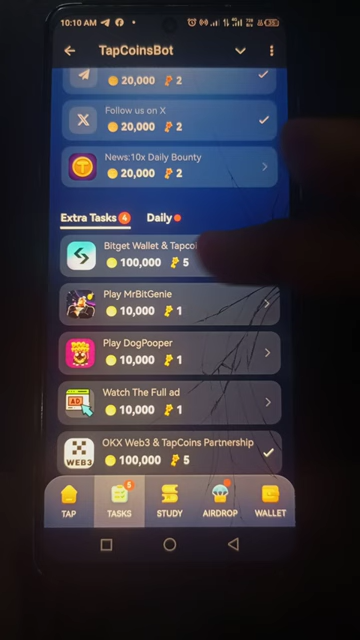 10:10 AM
TapCoinsBot
20,000 2
Follow us on X
20,000 2
News:10x Daily Bounty
20,000 2
Extra Tasks 4 Daily
Bitget Wallet & Tapcoi
100,000 5
Play MrBitGenie
10,000 1
Play DogPooper
10,000 1
Watch The Full ad
AD
10,000 1
OKX Web3 & TapCoins Partnership
WEB3
100,000 5
5
TAP TASKS STUDY AIRDROP WALLET